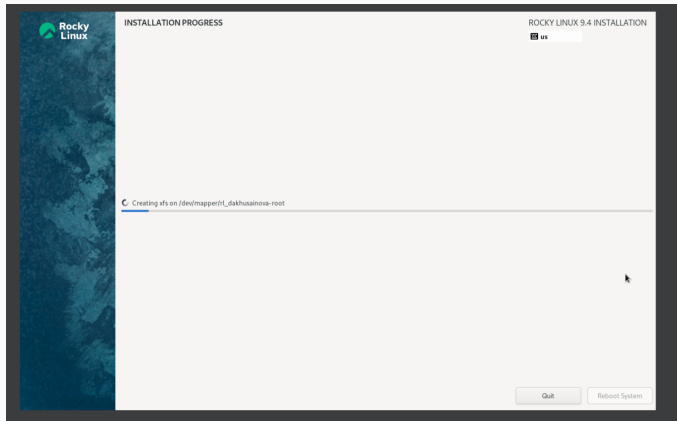 Rocky
Linux
INSTALLATION PROGRESS
ROCKY LINUX 9.4 INSTALLATION
us
Creating xfs on /dev/mapper/rl_dakhusainova-root
Quit
Reboot System